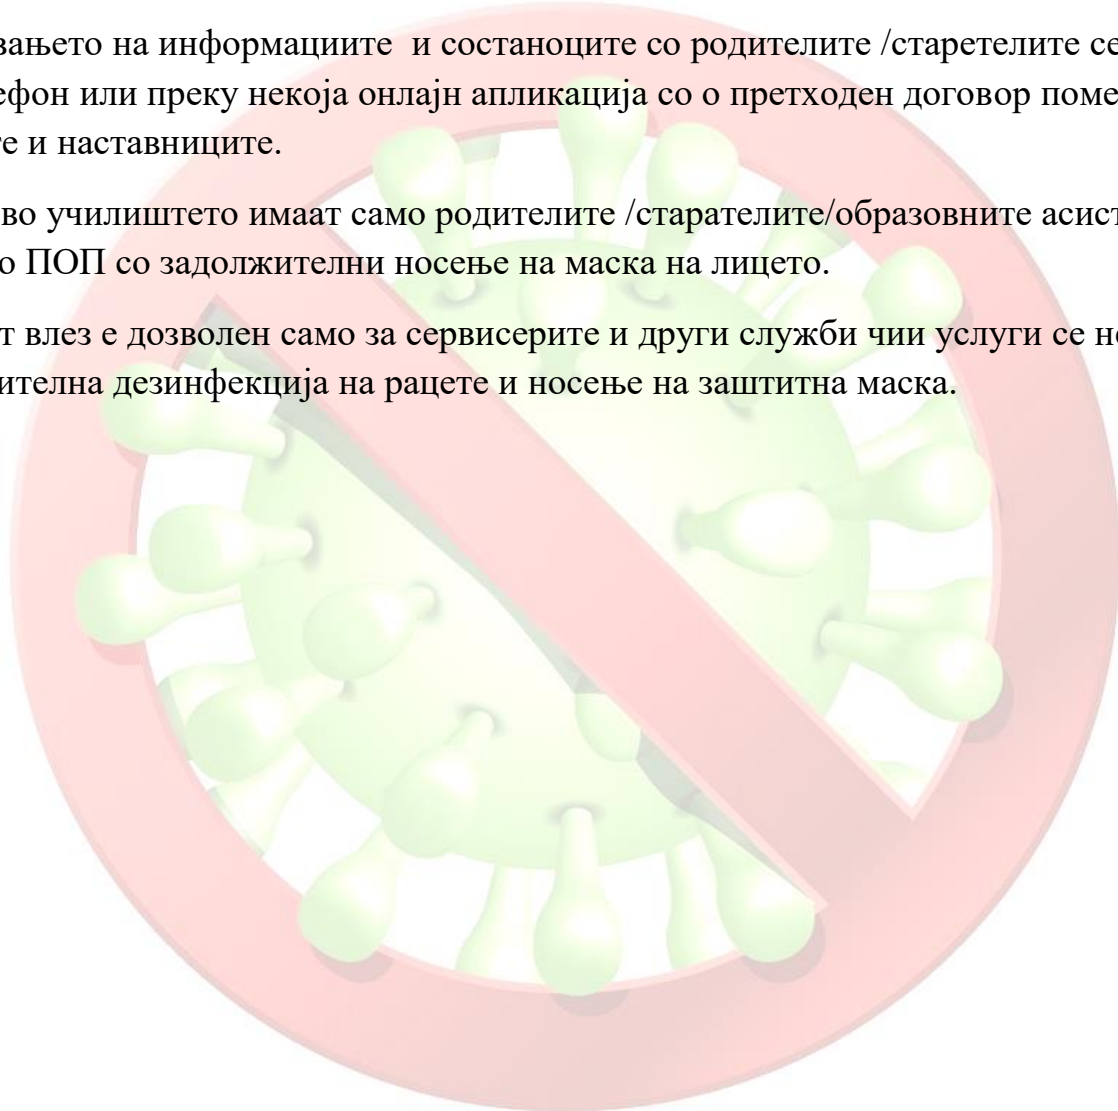 вањето на информациите и состаноците со родителите /старетелите се
ефон или преку некоја онлајн апликација со о претходен договор поме
те и наставниците.
во училиштето имаат само родителите /старателите/образовните асист
о ПОП со задолжителни носење на маска на лицето.
т влез е дозволен само за сервисерите и други служби чии услуги се не
ителна дезинфекција на рацете и носење на заштитна маска.